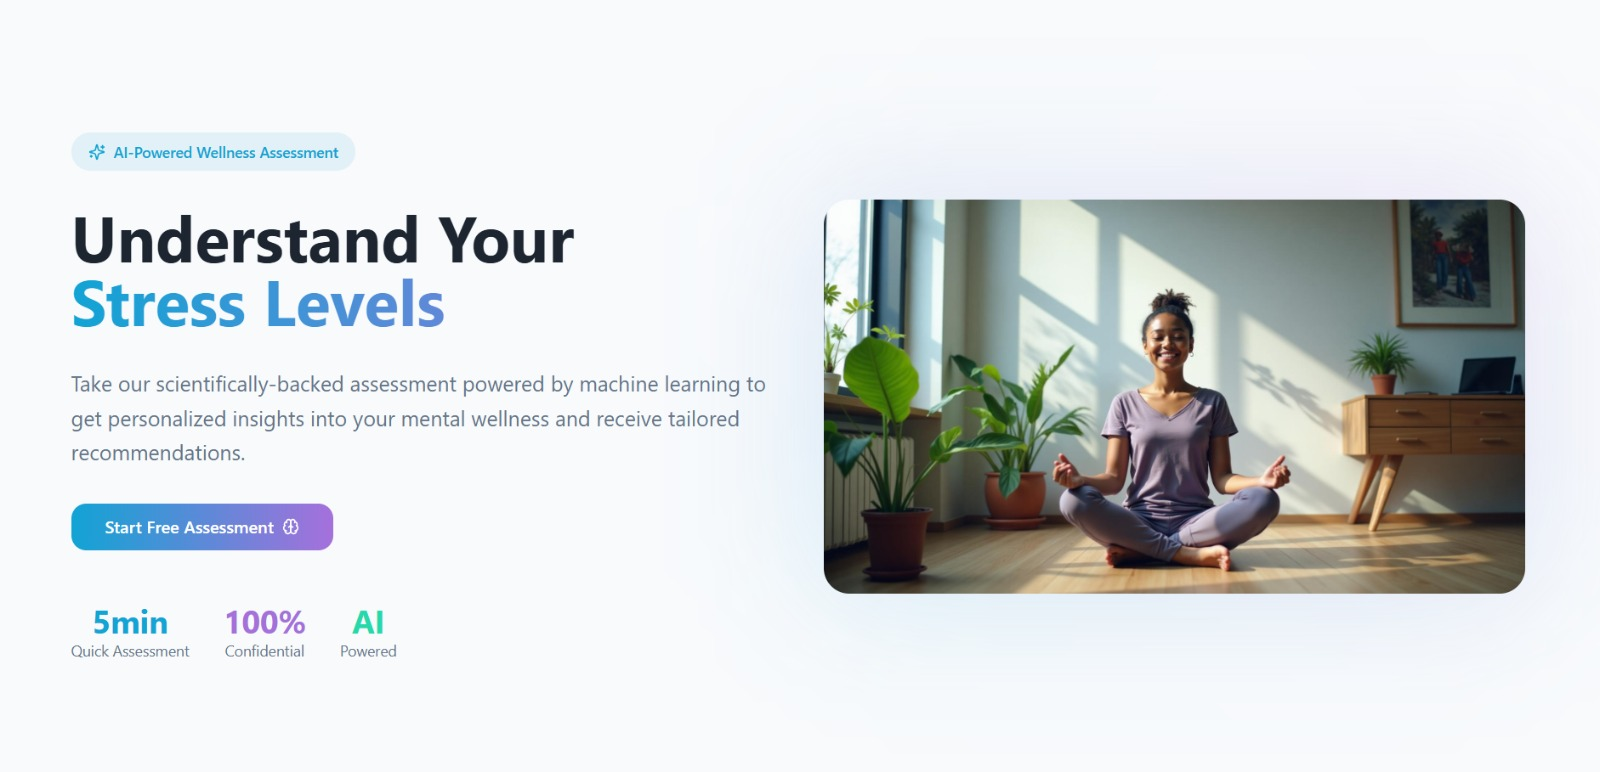 AI-Powered Wellness Assessment
Understand Your
Stress Levels
Take our scientifically-backed assessment powered by machine learning to
get personalized insights into your mental wellness and receive tailored
recommendations.
Start Free Assessment
5min
Quick Assessment
100%
Confidential
AI
Powered